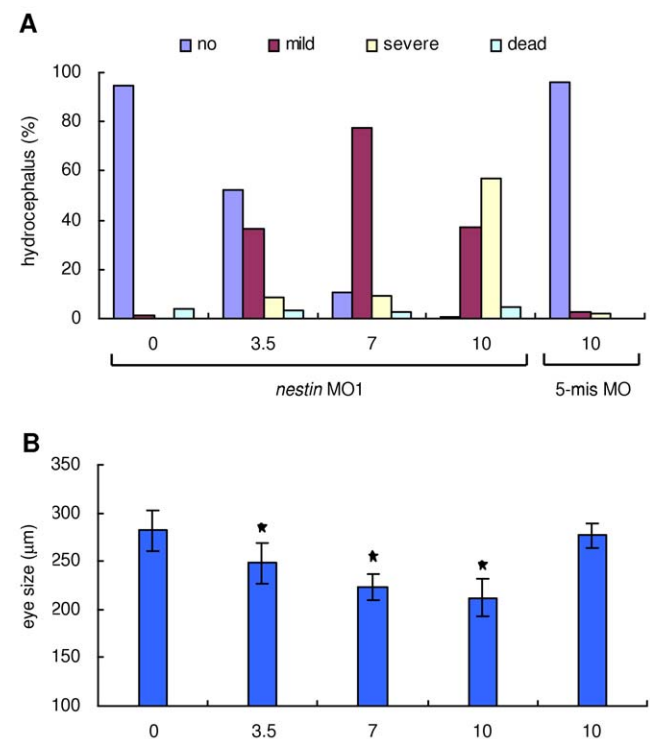 A
no mild severe dead
hydrocephalus (%)
100
80
60
40
20
0
0 3.5 7 10 10
nestin MO1 5-mis MO
B
eye size (µm)
350
300
250
200
150
100
0 3.5 7 10 10